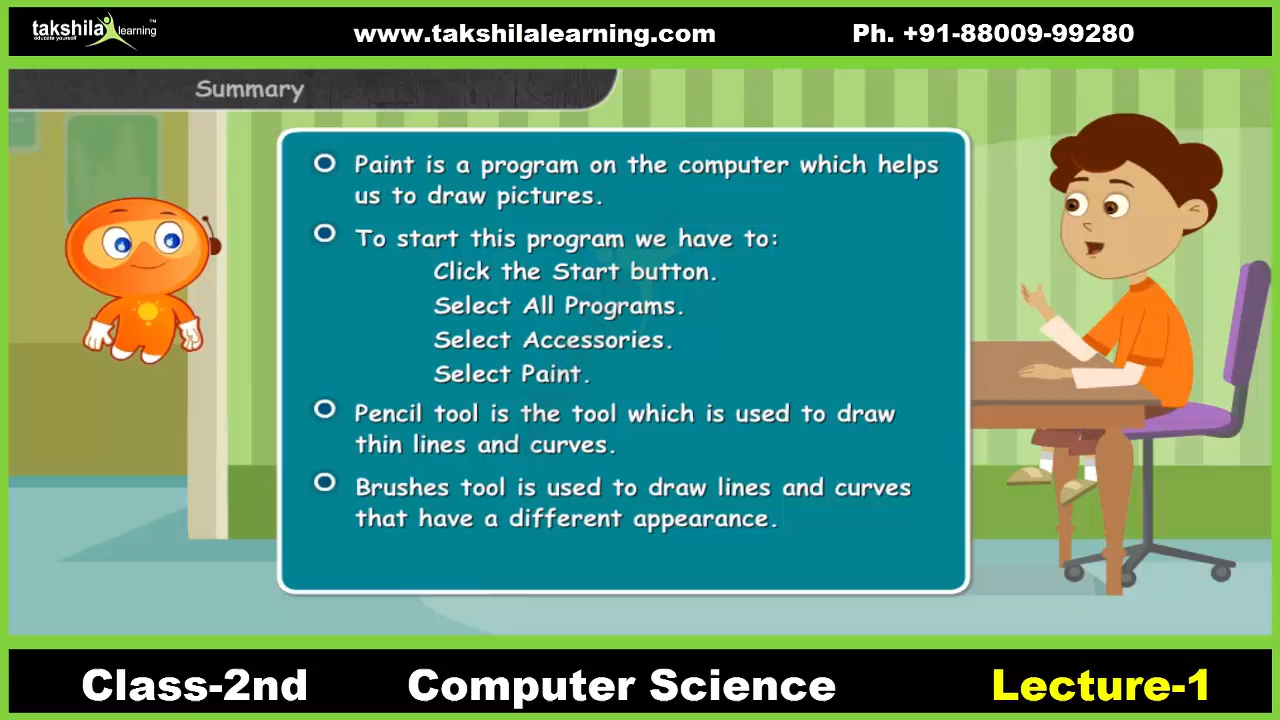 takshila learning™
educate yourself
www.takshilalearning.com
Ph. +91-88009-99280
Summary
Paint is a program on the computer which helps
us to draw pictures.
To start this program we have to:
Click the Start button.
Select All Programs.
Select Accessories.
Select Paint.
Pencil tool is the tool which is used to draw
thin lines and curves.
Brushes tool is used to draw lines and curves
that have a different appearance.
Class-2nd
Computer Science
Lecture-1